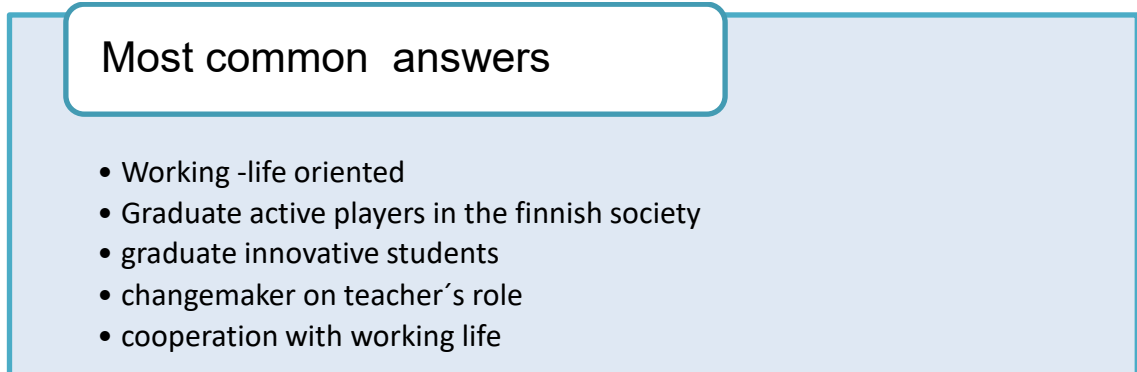 Most common  answers
• Working -life oriented
• Graduate active players in the finnish society
• graduate innovative students
• changemaker on teacher´s role
• cooperation with working life